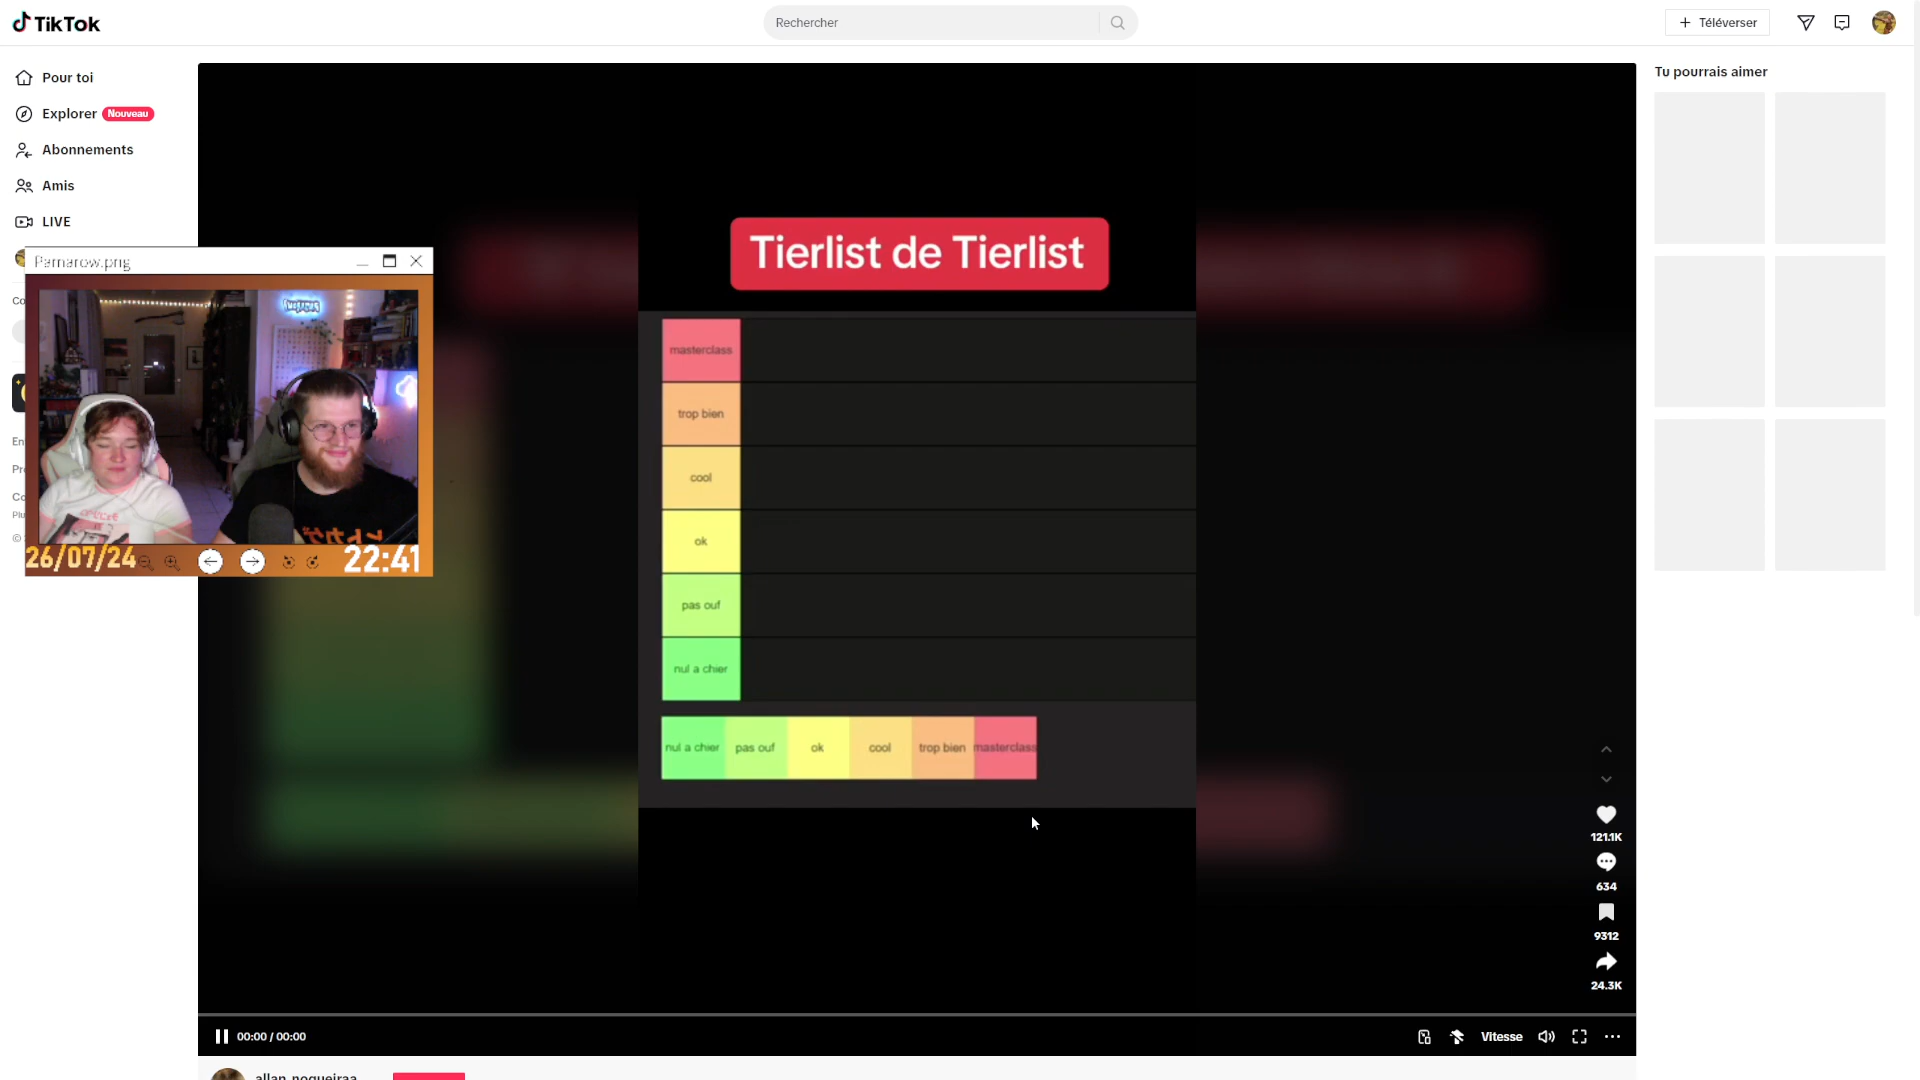 TikTok
Rechercher
Téléverser
Pour toi
Explorer Nouveau
Abonnements
Amis
LIVE
Tu pourrais aimer
Pamarow.png
26/07/24
22:41
Tierlist de Tierlist
masterclass
trop bien
cool
ok
pas ouf
nul a chier
nul a chier pas ouf ok cool trop bien masterclass
121.1K
634
9312
24.3K
00:00 / 00:00
Vitesse
allan_nogueiraa